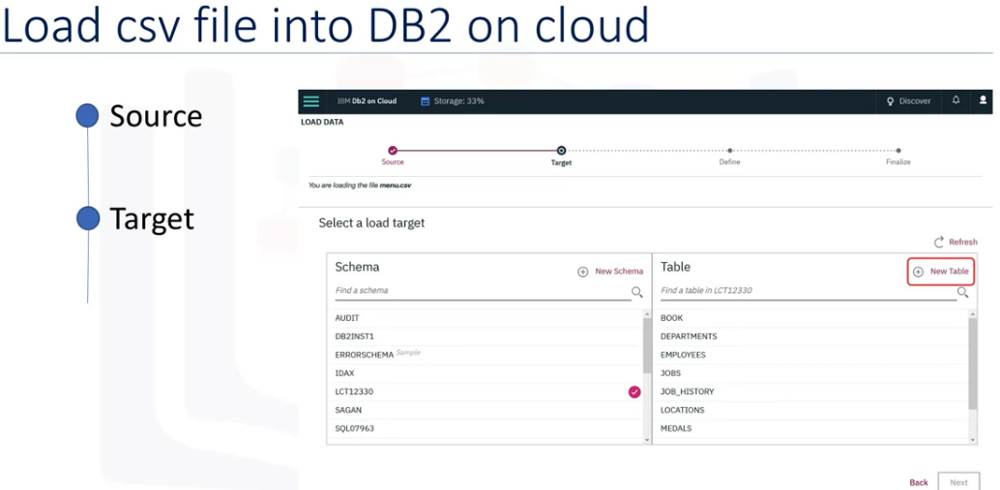 Load csv file into DB2 on cloud
Source
Target
IBM Db2 on Cloud
Storage: 33%
Discover
LOAD DATA
Source
Target
Define
Finalize
You are loading the file menu.csv
Select a load target
Refresh
Schema
New Schema
Find a schema
AUDIT
DB2INST1
ERRORSCHEMA Sample
IDAX
LCT12330
SAGAN
SQL07963
Table
New Table
Find a table in LCT12330
BOOK
DEPARTMENTS
EMPLOYEES
JOBS
JOB_HISTORY
LOCATIONS
MEDALS
Back
Next